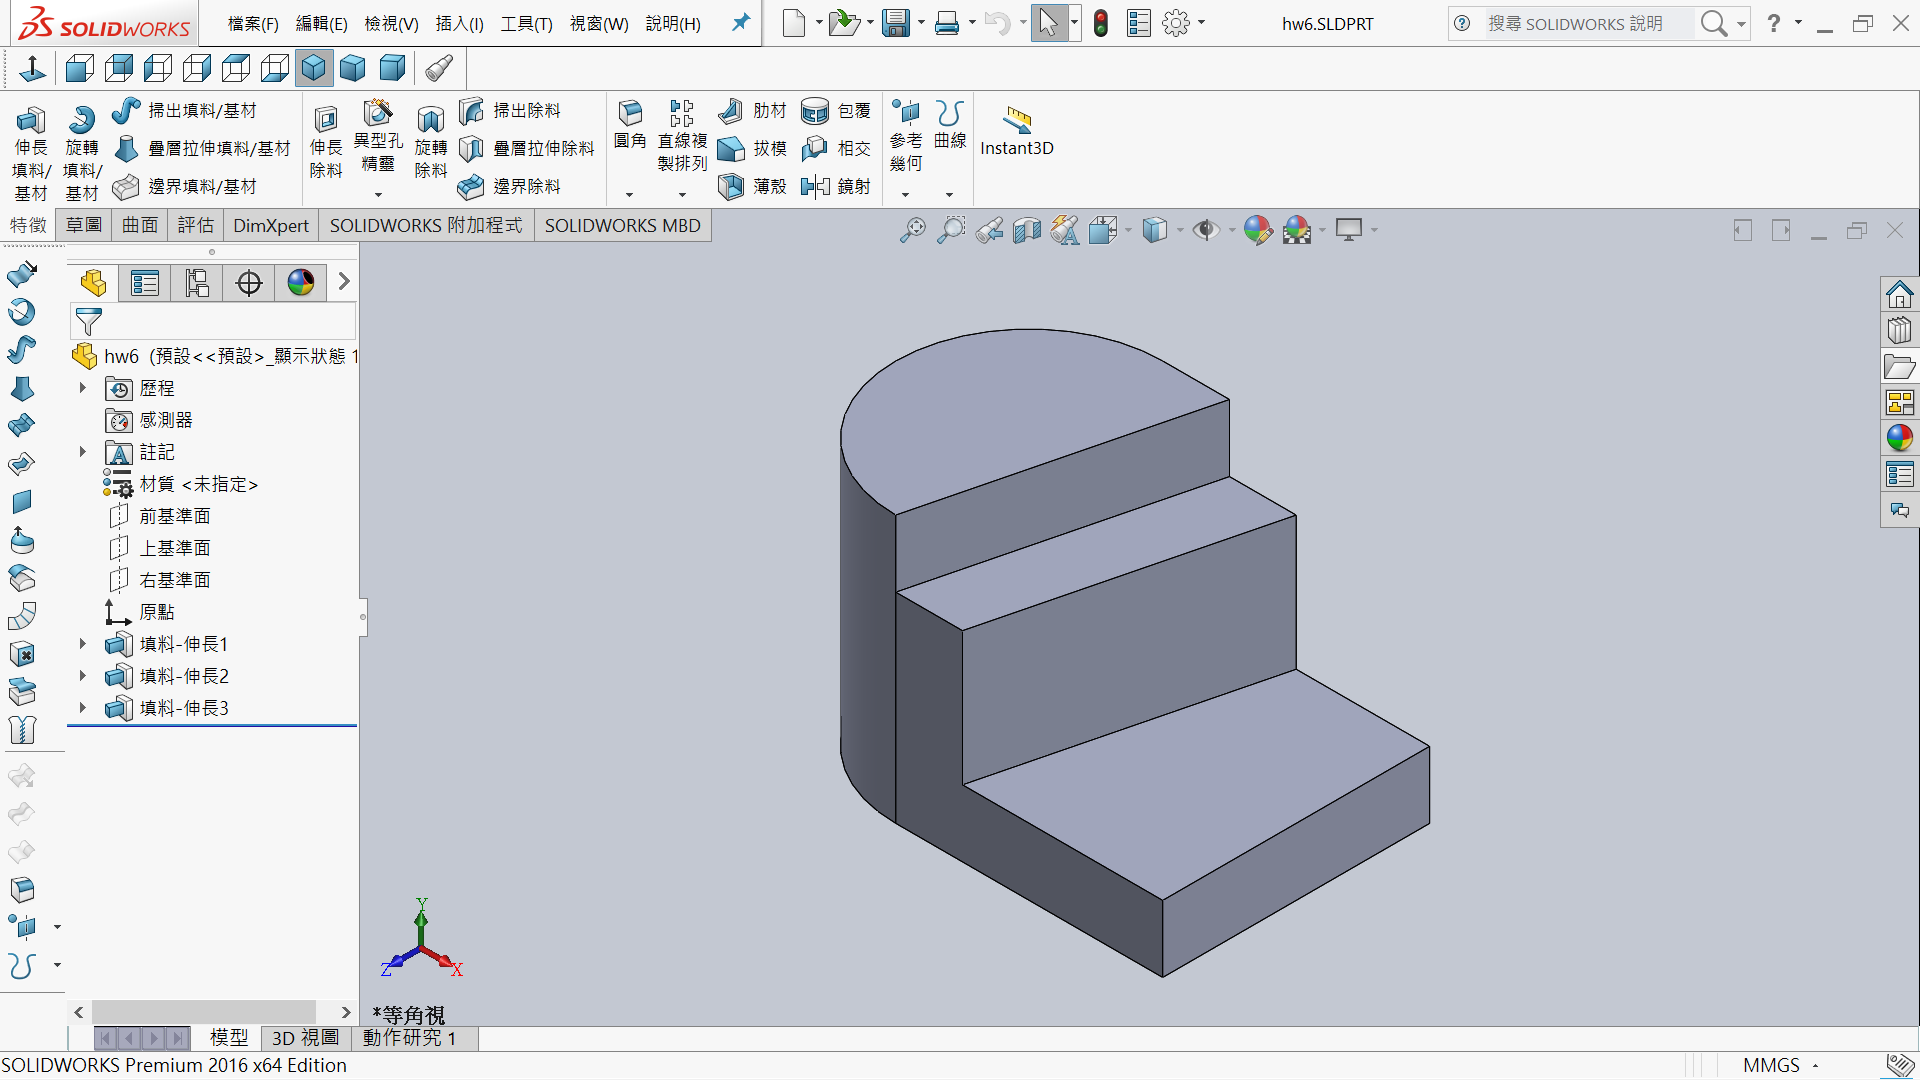 SOLIDWORKS 檔案(F) 編輯(E) 檢視(V) 插入(I) 工具(T) 視窗(W) 說明(H) hw6.SLDPRT 搜尋 SOLIDWORKS 說明 ?
伸長填料/基材
旋轉填料/基材
掃出填料/基材
疊層拉伸填料/基材
邊界填料/基材
伸長除料
異型孔精靈
旋轉除料
掃出除料
疊層拉伸除料
邊界除料
圓角
直線複製排列
肋材
拔模
薄殼
包覆
相交
鏡射
參考幾何
曲線
Instant3D
特徵 草圖 曲面 評估 DimXpert SOLIDWORKS 附加程式 SOLIDWORKS MBD
hw6 (預設<<預設>_顯示狀態 1
歷程
感測器
註記
材質 <未指定>
前基準面
上基準面
右基準面
原點
填料-伸長1
填料-伸長2
填料-伸長3
Y
Z
X
*等角視
模型 3D 視圖 動作研究 1
SOLIDWORKS Premium 2016 x64 Edition MMGS